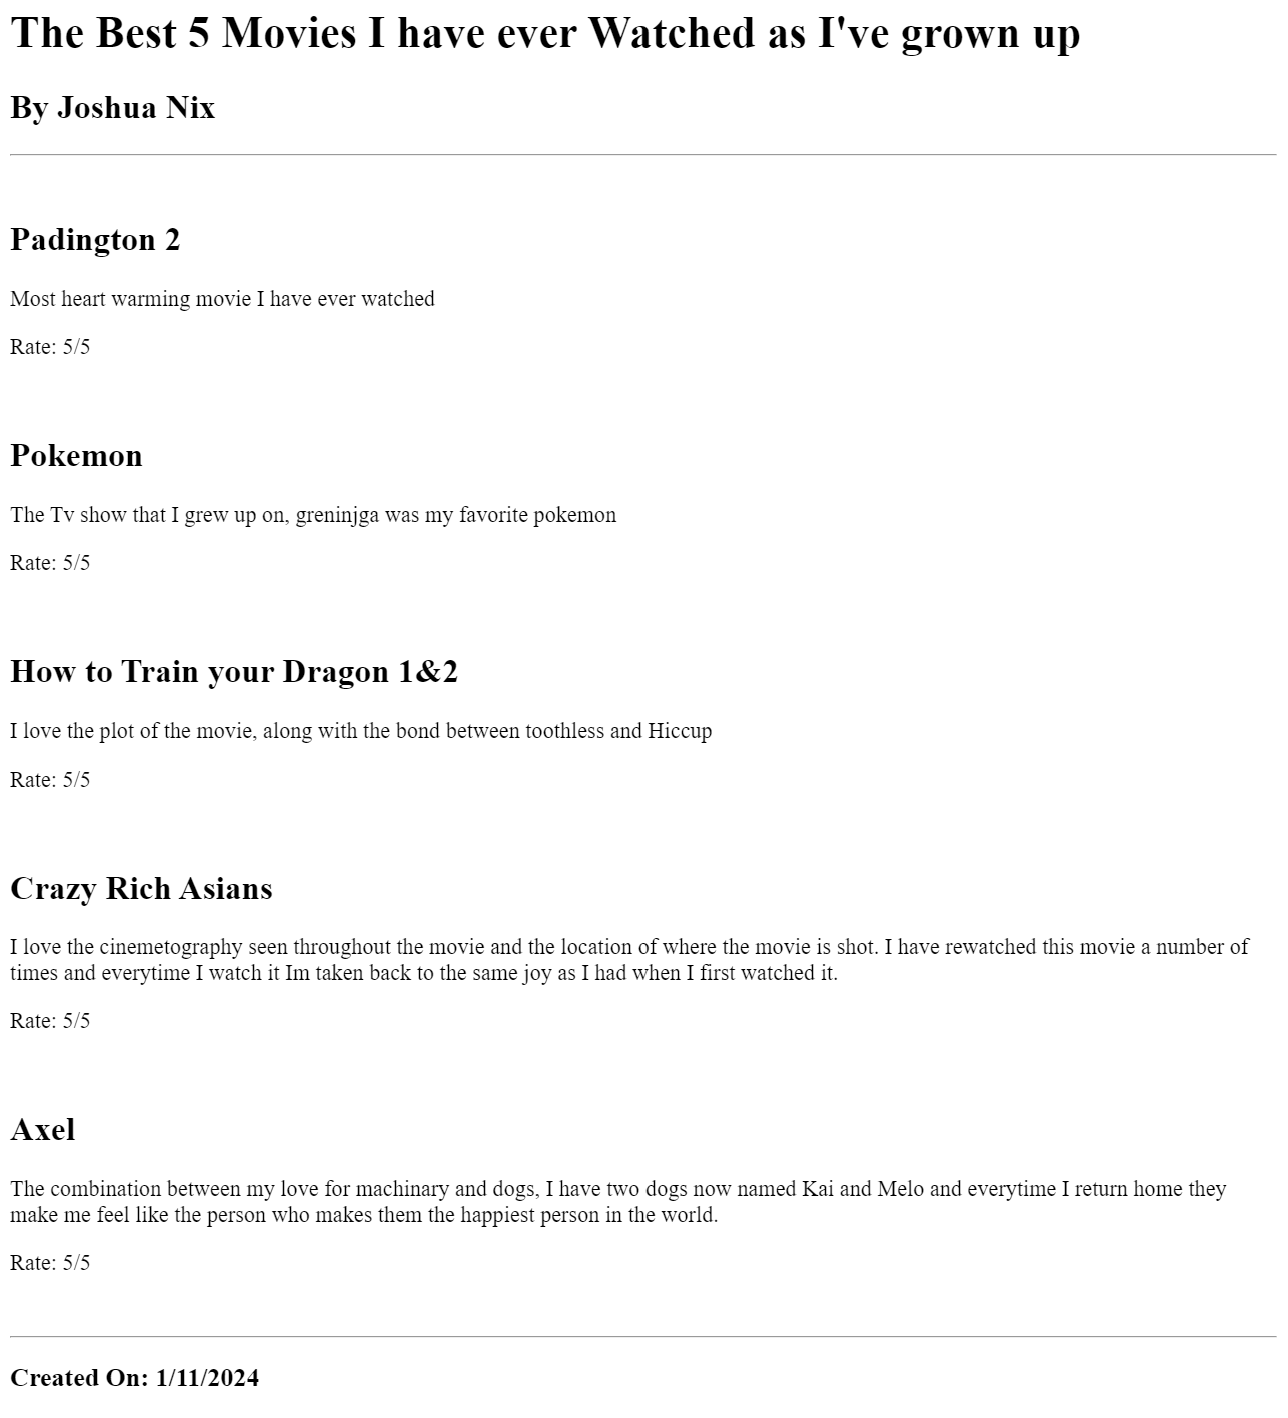 The Best 5 Movies I have ever Watched as I've grown up
By Joshua Nix
Padington 2
Most heart warming movie I have ever watched
Rate: 5/5
Pokemon
The Tv show that I grew up on, greninjga was my favorite pokemon
Rate: 5/5
How to Train your Dragon 1&2
I love the plot of the movie, along with the bond between toothless and Hiccup
Rate: 5/5
Crazy Rich Asians
I love the cinemetography seen throughout the movie and the location of where the movie is shot. I have rewatched this movie a number of
times and everytime I watch it Im taken back to the same joy as I had when I first watched it.
Rate: 5/5
Axel
The combination between my love for machinary and dogs, I have two dogs now named Kai and Melo and everytime I return home they
make me feel like the person who makes them the happiest person in the world.
Rate: 5/5
Created On: 1/11/2024